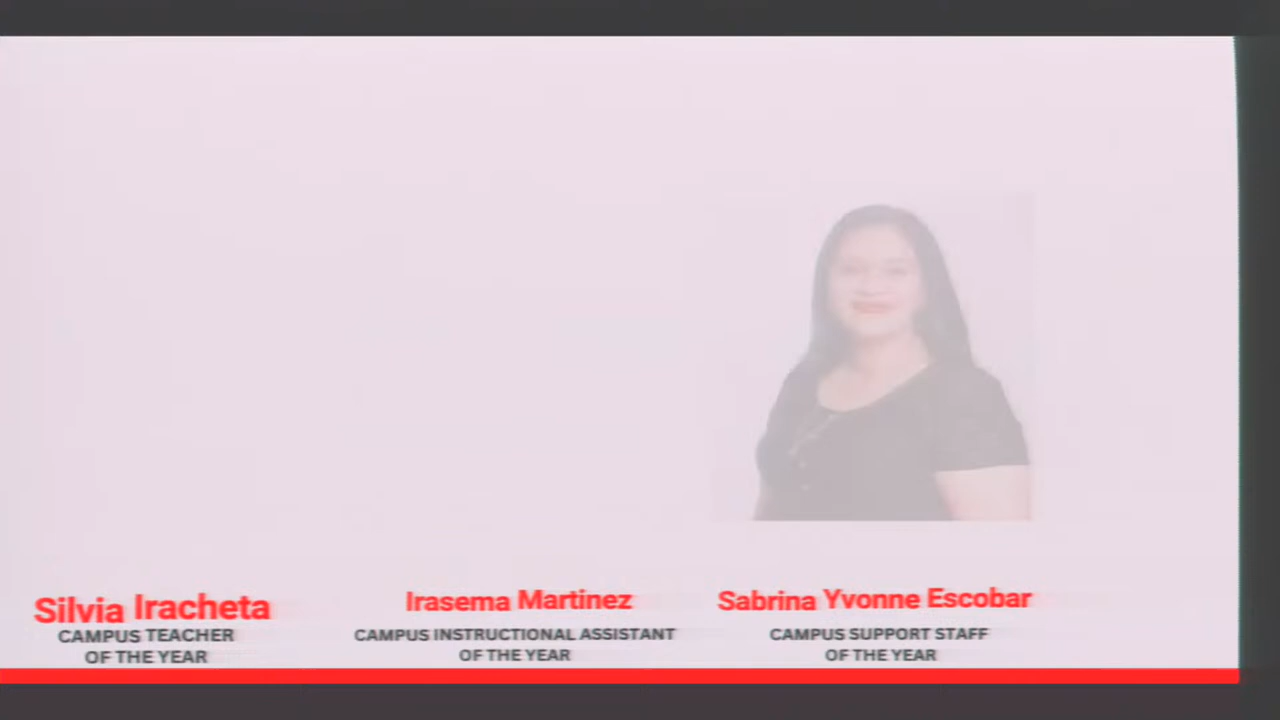 Silvia Iracheta
CAMPUS TEACHER
OF THE YEAR
Irasema Martinez
CAMPUS INSTRUCTIONAL ASSISTANT
OF THE YEAR
Sabrina Yvonne Escobar
CAMPUS SUPPORT STAFF
OF THE YEAR